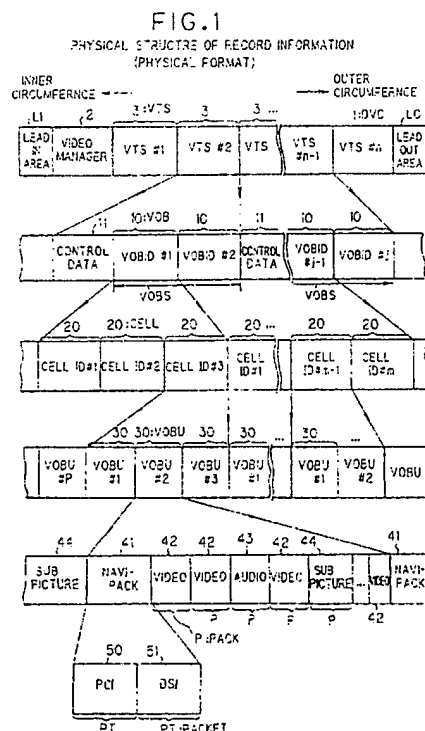 FIG.1
PHYSICAL STRUCTRE OF RECORD INFORMATION
(PHYSICAL FORMAT)
INNER CIRCUMFERNCE
OUTER CIRCUMFERNCE
L1 2 3:VTS 3 3 ... 1:DVD LO
LEAD IN AREA VIDEO MANAGER VTS #1 VTS #2 VTS VTS #n-1 VTS #n LEAD OUT AREA
11 10:VOB 10 11 10 10
CONTROL DATA VOBID #1 VOBID #2 CONTROL DATA VOBID #j-1 VOBID #j
VOBS VOBS
20 20:CELL 20 20 ... 20 20
CELL ID#1 CELL ID#2 CELL ID#3 CELL ID#1 CELL ID#m-1 CELL ID#m
30 30:VOBU 30 30 ... 30 ...
VOBU #P VOBU #1 VOBU #2 VOBU #3 VOBU #1 VOBU #1 VOBU #2 VOBU
44 41 42 42 43 42 44 41
SUB PICTURE NAVI-PACK VIDEO VIDEO AUDIO VIDEO SUB PICTURE ... VIDEO NAVI-PACK
P P P P 42
P:PACK
50 51
PCI DSI
PT PT:PACKET